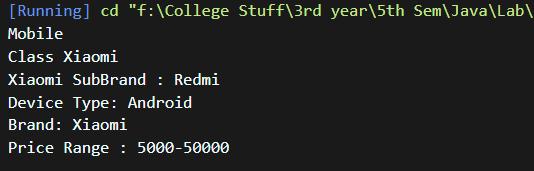 [Running] cd "f:\College Stuff\3rd year\5th Sem\Java\Lab\
Mobile
Class Xiaomi
Xiaomi SubBrand : Redmi
Device Type: Android
Brand: Xiaomi
Price Range : 5000-50000